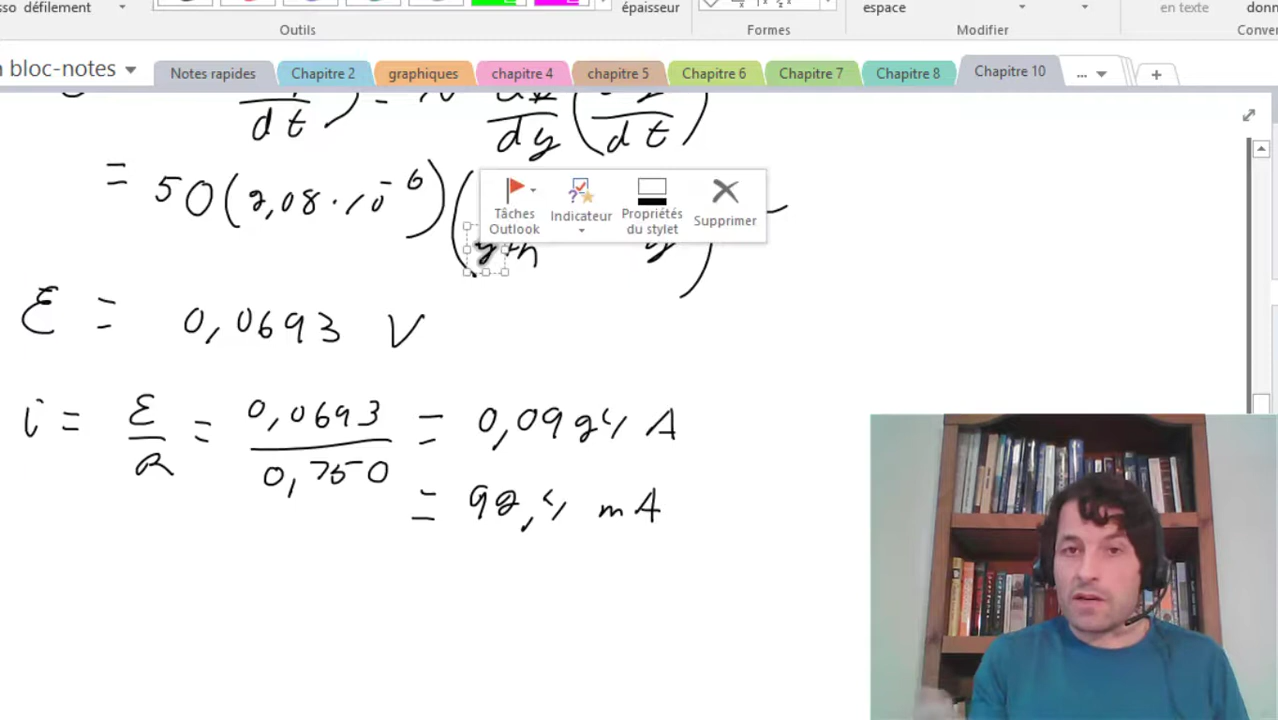 défilement
épaisseur
espace
en texte
Outils
Formes
Modifier
bloc-notes
Notes rapides
Chapitre 2
graphiques
chapitre 4
chapitre 5
Chapitre 6
Chapitre 7
Chapitre 8
Chapitre 10
...
+
dt
dy
dt
= 50(2,08·10⁻⁶)(
Tâches Outlook
Indicateur
Propriétés du stylet
Supprimer
y+h
y
ℰ = 0,0693 V
i = ℰ/R = 0,0693/0,750 = 0,0924 A
= 92,4 mA